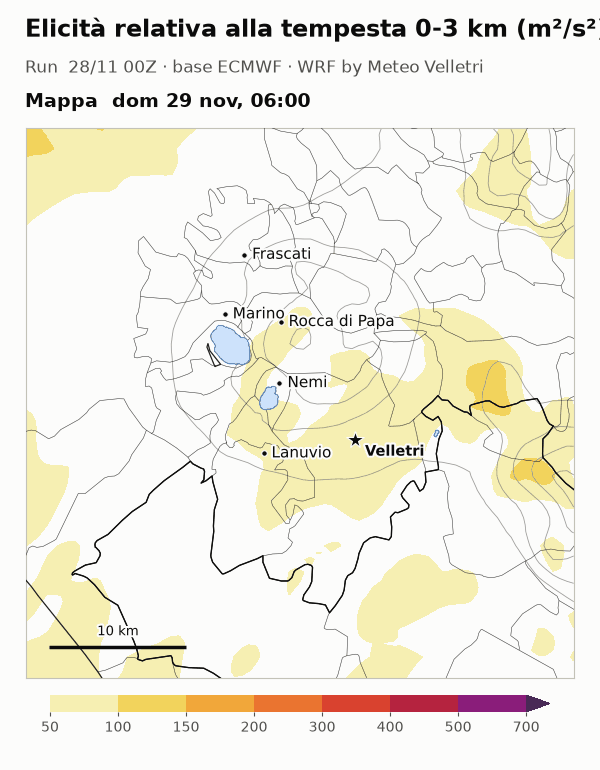 Elicità relativa alla tempesta 0-3 km (m²/s²)
Run 28/11 00Z · base ECMWF · WRF by Meteo Velletri
Mappa dom 29 nov, 06:00
Frascati
Marino
Rocca di Papa
Nemi
Velletri
Lanuvio
10 km
50 100 150 200 300 400 500 700